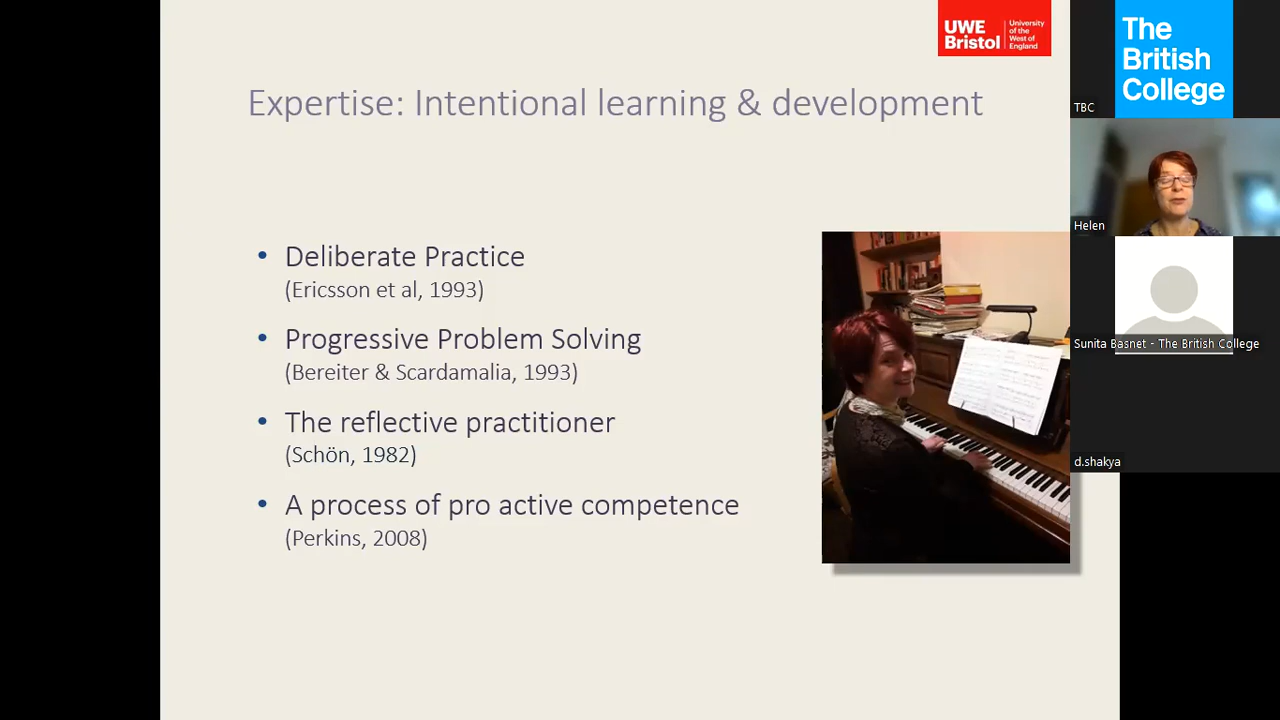 UWE
Bristol
University
of the
West of
England
Expertise: Intentional learning & development
• Deliberate Practice
(Ericsson et al, 1993)
• Progressive Problem Solving
(Bereiter & Scardamalia, 1993)
• The reflective practitioner
(Schön, 1982)
• A process of pro active competence
(Perkins, 2008)
The
British
College
TBC
Helen
Sunita Basnet - The British College
d.shakya